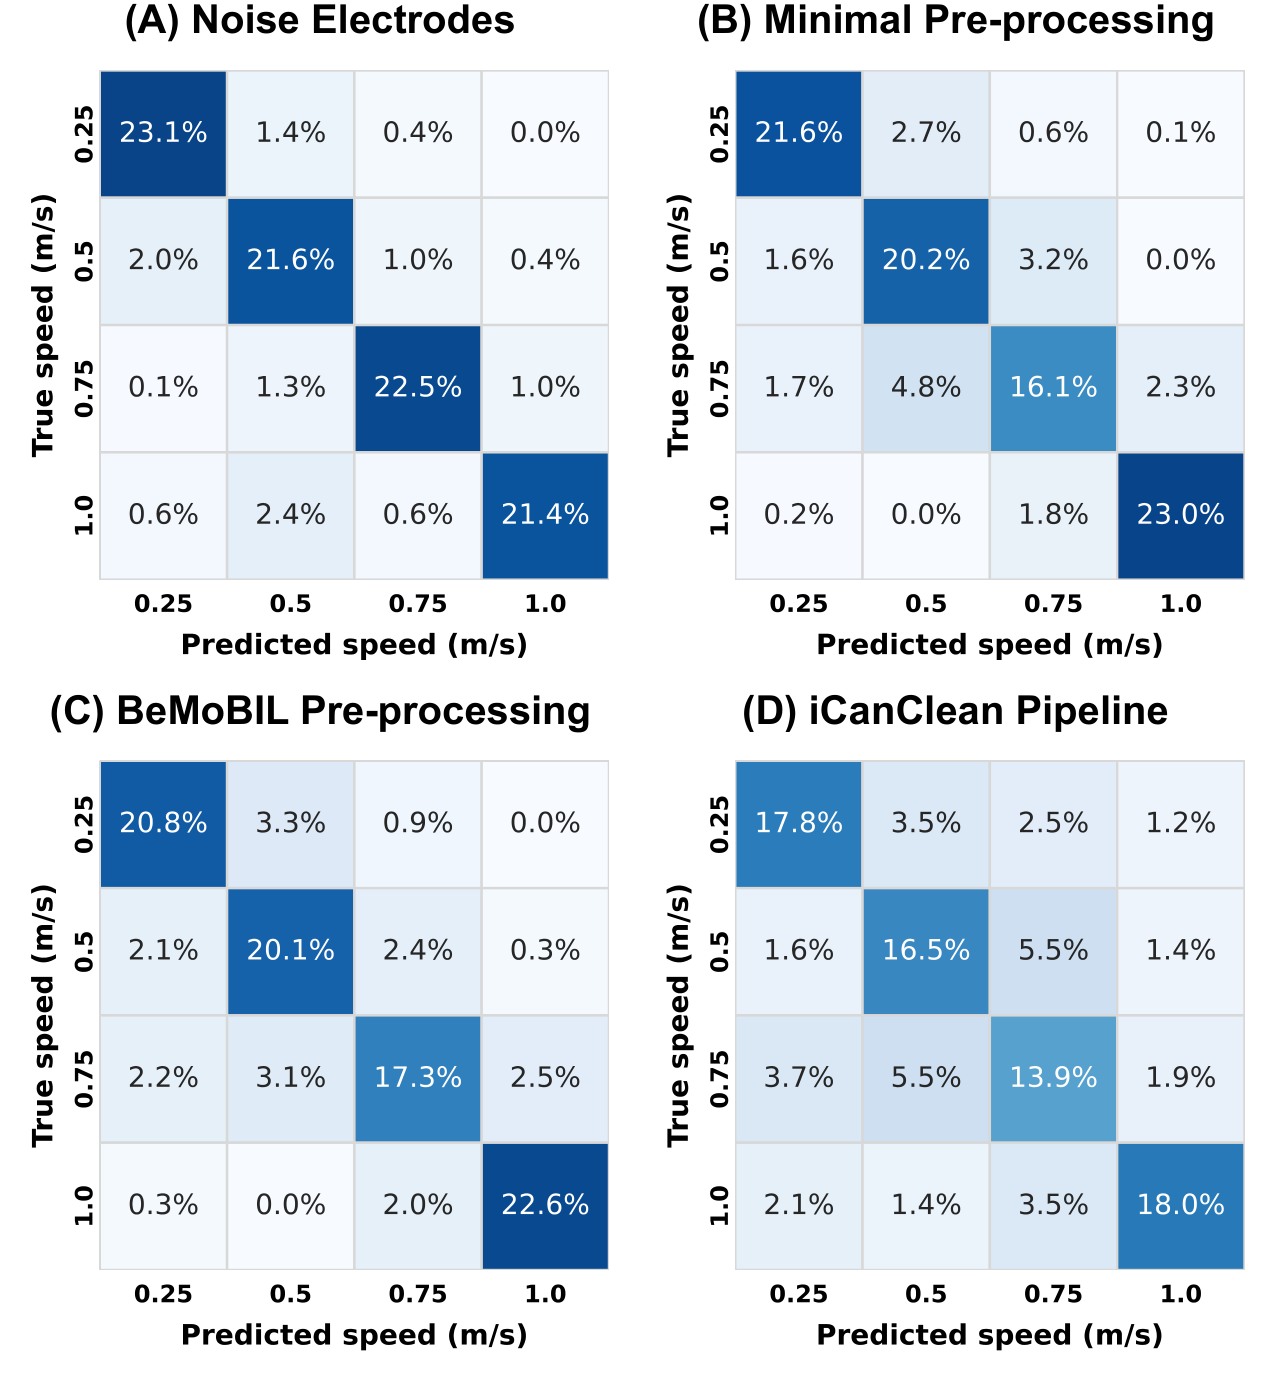 (A) Noise Electrodes
True speed (m/s)
0.25 23.1% 1.4% 0.4% 0.0%
0.5 2.0% 21.6% 1.0% 0.4%
0.75 0.1% 1.3% 22.5% 1.0%
1.0 0.6% 2.4% 0.6% 21.4%
0.25 0.5 0.75 1.0
Predicted speed (m/s)
(B) Minimal Pre-processing
True speed (m/s)
0.25 21.6% 2.7% 0.6% 0.1%
0.5 1.6% 20.2% 3.2% 0.0%
0.75 1.7% 4.8% 16.1% 2.3%
1.0 0.2% 0.0% 1.8% 23.0%
0.25 0.5 0.75 1.0
Predicted speed (m/s)
(C) BeMoBIL Pre-processing
True speed (m/s)
0.25 20.8% 3.3% 0.9% 0.0%
0.5 2.1% 20.1% 2.4% 0.3%
0.75 2.2% 3.1% 17.3% 2.5%
1.0 0.3% 0.0% 2.0% 22.6%
0.25 0.5 0.75 1.0
Predicted speed (m/s)
(D) iCanClean Pipeline
True speed (m/s)
0.25 17.8% 3.5% 2.5% 1.2%
0.5 1.6% 16.5% 5.5% 1.4%
0.75 3.7% 5.5% 13.9% 1.9%
1.0 2.1% 1.4% 3.5% 18.0%
0.25 0.5 0.75 1.0
Predicted speed (m/s)